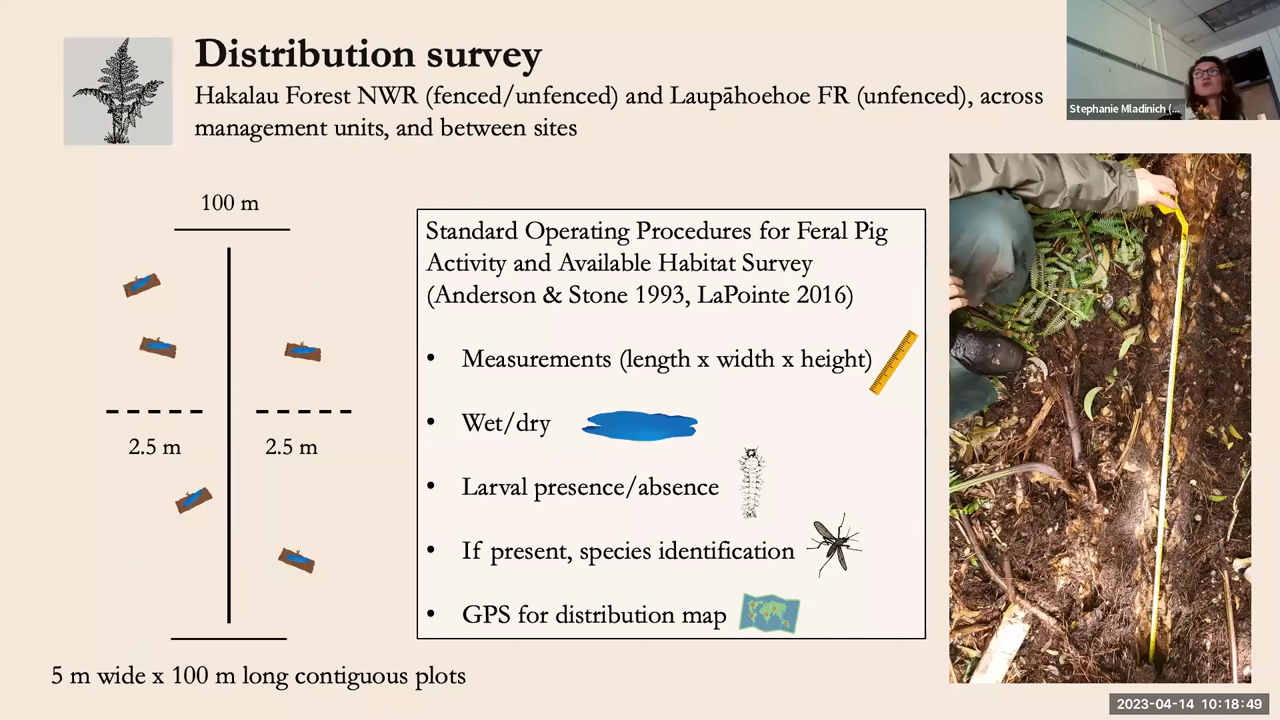 Distribution survey
Hakalau Forest NWR (fenced/unfenced) and Laupāhoehoe FR (unfenced), across
management units, and between sites
Stephanie Mladinich (...
100 m
2.5 m
2.5 m
5 m wide x 100 m long contiguous plots
Standard Operating Procedures for Feral Pig
Activity and Available Habitat Survey
(Anderson & Stone 1993, LaPointe 2016)
• Measurements (length x width x height)
• Wet/dry
• Larval presence/absence
• If present, species identification
• GPS for distribution map
2023-04-14 10:18:49